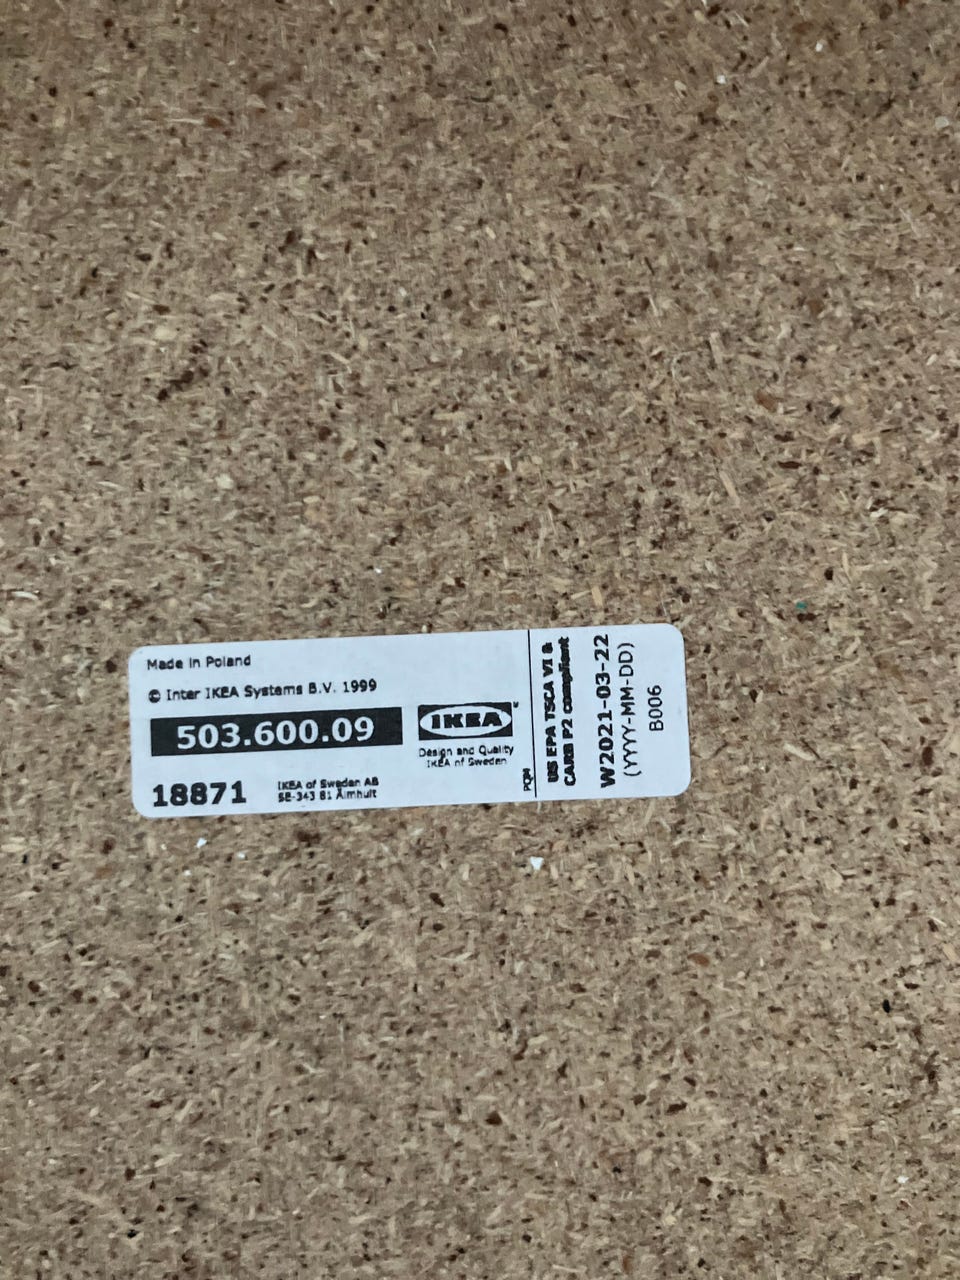 Made in Poland
© Inter IKEA Systems B.V. 1999
503.600.09
IKEA
Design and Quality
IKEA of Sweden
18871
IKEA of Sweden AB
SE-343 81 Älmhult
PQM
US EPA TSCA VI &
CARB P2 compliant
W2021-03-22
(YYYY-MM-DD)
B006